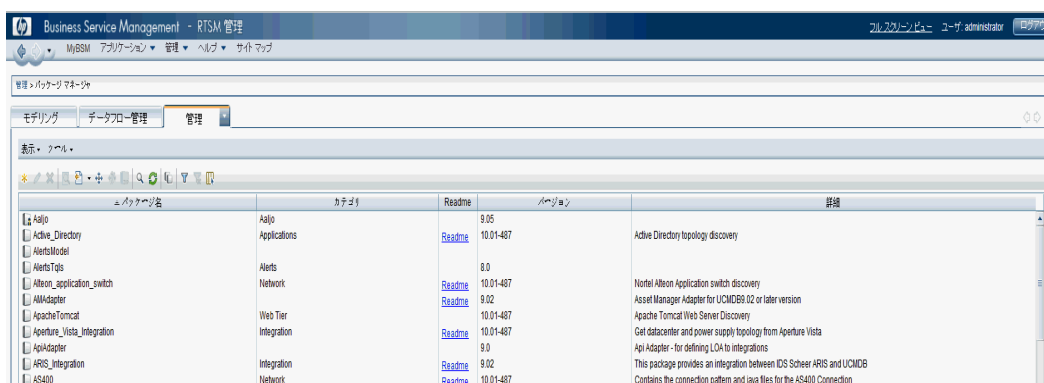 hp Business Service Management - RTSM 管理 フル スクリーン ビュー ユーザ: administrator ログアウ
MyBSM アプリケーション 管理 ヘルプ サイト マップ
管理 > パッケージ マネージャ
モデリング データフロー管理 管理
表示 ツール
パッケージ名 カテゴリ Readme バージョン 詳細
Aaljo Aaljo 9.05
Active_Directory Applications Readme 10.01-487 Active Directory topology discovery
AlertsModel
AlertsTqls Alerts 8.0
Alteon_application_switch Network Readme 10.01-487 Nortel Alteon Application switch discovery
AMAdapter Readme 9.02 Asset Manager Adapter for UCMDB9.02 or later version
ApacheTomcat Web Tier 10.01-487 Apache Tomcat Web Server Discovery
Aperture_Vista_Integration Integration Readme 10.01-487 Get datacenter and power supply topology from Aperture Vista
ApiAdapter 9.0 Api Adapter - for defining LOA to integrations
ARIS_Integration Integration Readme 9.02 This package provides an integration between IDS Scheer ARIS and UCMDB
AS400 Network Readme 10.01-487 Contains the connection pattern and java files for the AS400 Connection